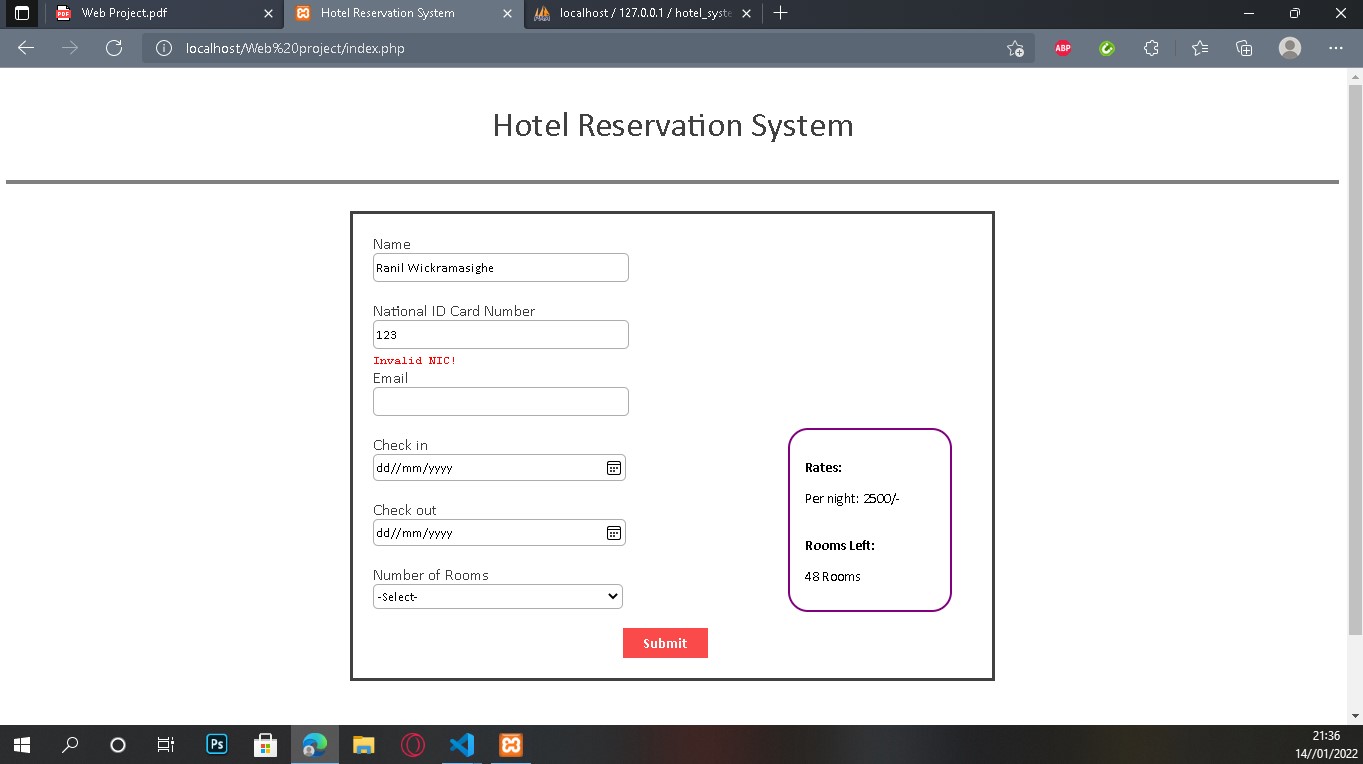 Web Project.pdf
Hotel Reservation System
localhost / 127.0.0.1 / hotel_syste
localhost/Web%20project/index.php
ABP
Hotel Reservation System
Name
Ranil Wickramasighe
National ID Card Number
123
Invalid NIC!
Email
Check in
dd//mm/yyyy
Check out
dd//mm/yyyy
Number of Rooms
-Select-
Rates:
Per night: 2500/-
Rooms Left:
48 Rooms
Submit
Ps
21:36
14//01/2022